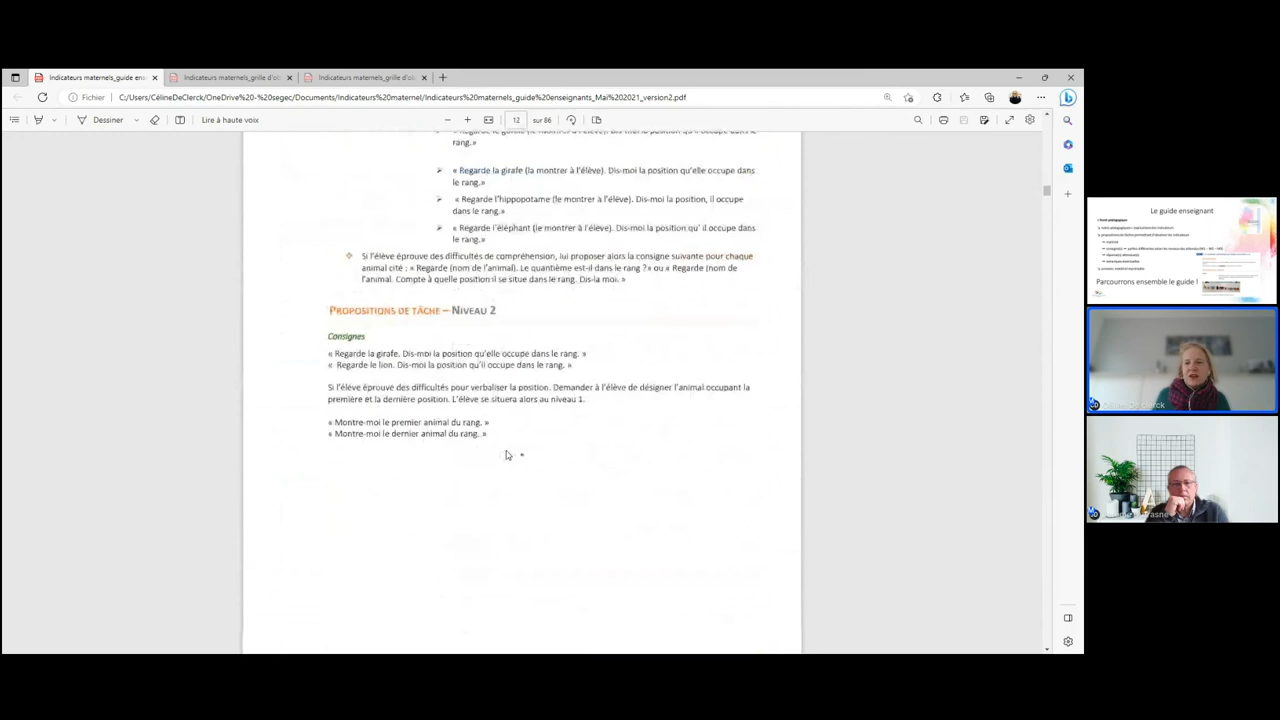 Indicateurs maternels_guide ens
Indicateurs maternels_grille d'ob
Indicateurs maternels_grille d'ob
Fichier
C:/Users/CélineDeClerck/OneDrive%20-%20segec/Documents/Indicateurs%20maternel/Indicateurs%20maternels_guide%20enseignants_Mai%202021_version2.pdf
Dessiner
Lire à haute voix
12
sur 86
rang.»
« Regarde la girafe (la montrer à l'élève). Dis-moi la position qu'elle occupe dans
le rang.»
« Regarde l'hippopotame (le montrer à l'élève). Dis-moi la position, il occupe
dans le rang.»
« Regarde l'éléphant (le montrer à l'élève). Dis-moi la position qu' il occupe dans
le rang.»
Si l'élève éprouve des difficultés de compréhension, lui proposer alors la consigne suivante pour chaque
animal cité : « Regarde (nom de l'animal). Le quantième est-il dans le rang ?» ou « Regarde (nom de
l'animal. Compte à quelle position il se situe dans le rang. Dis-la moi. »
PROPOSITIONS DE TÂCHE – NIVEAU 2
Consignes
« Regarde la girafe. Dis-moi la position qu'elle occupe dans le rang. »
« Regarde le lion. Dis-moi la position qu'il occupe dans le rang. »
Si l'élève éprouve des difficultés pour verbaliser la position. Demander à l'élève de désigner l'animal occupant la
première et la dernière position. L'élève se situera alors au niveau 1.
« Montre-moi le premier animal du rang. »
« Montre-moi le dernier animal du rang. »
Le guide enseignant
Parcourrons ensemble le guide !